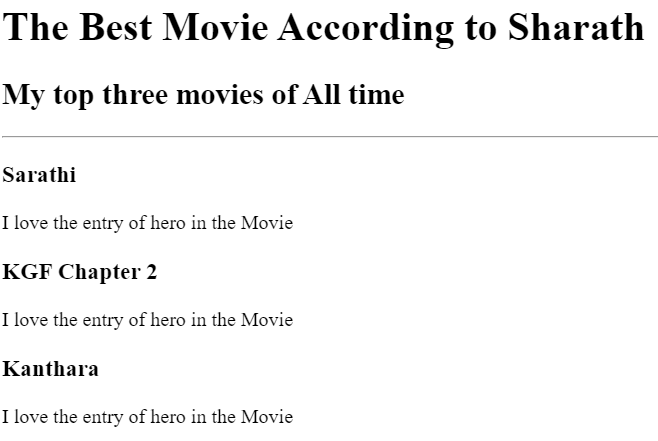 The Best Movie According to Sharath
My top three movies of All time
Sarathi
I love the entry of hero in the Movie
KGF Chapter 2
I love the entry of hero in the Movie
Kanthara
I love the entry of hero in the Movie